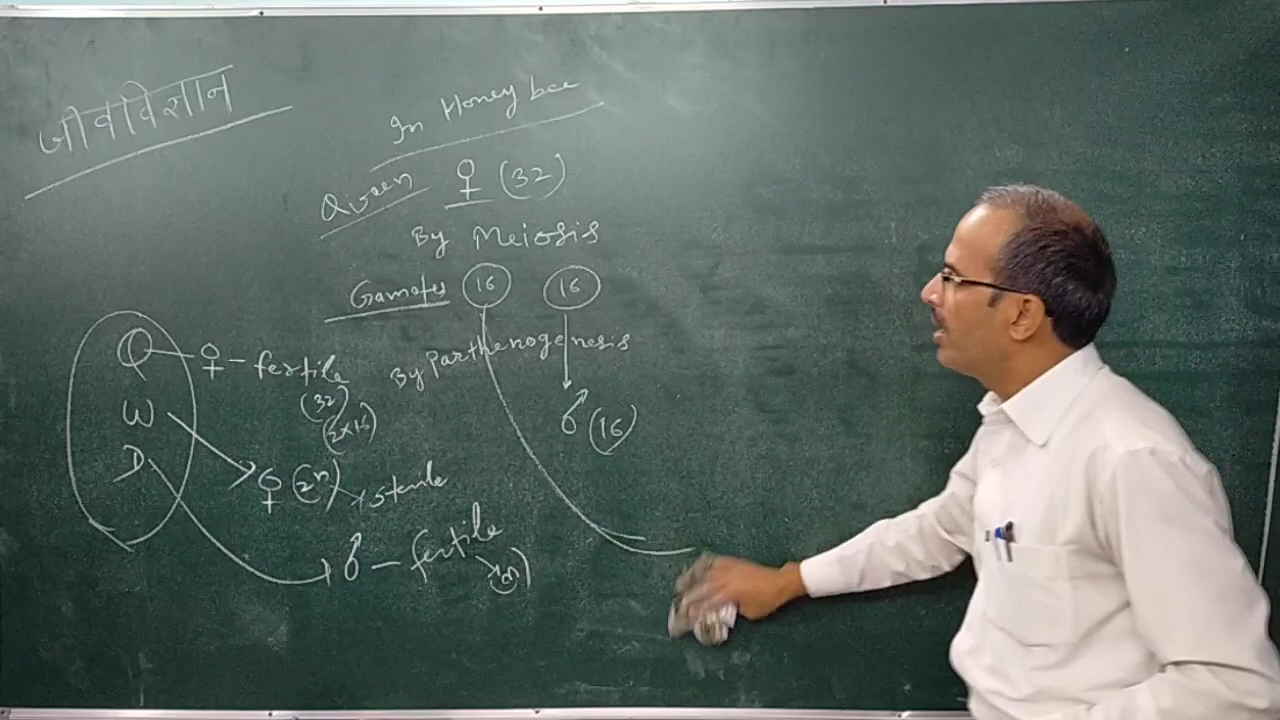 जीवविज्ञान
In Honey bee
Queen ♀ (32)
By Meiosis
Gametes 16 16
By Parthenogenesis
♂ (16)
Q ♀ - fertile
(32)
(2×16)
W ♀ (2n) sterile
D ♂ - fertile
(n)